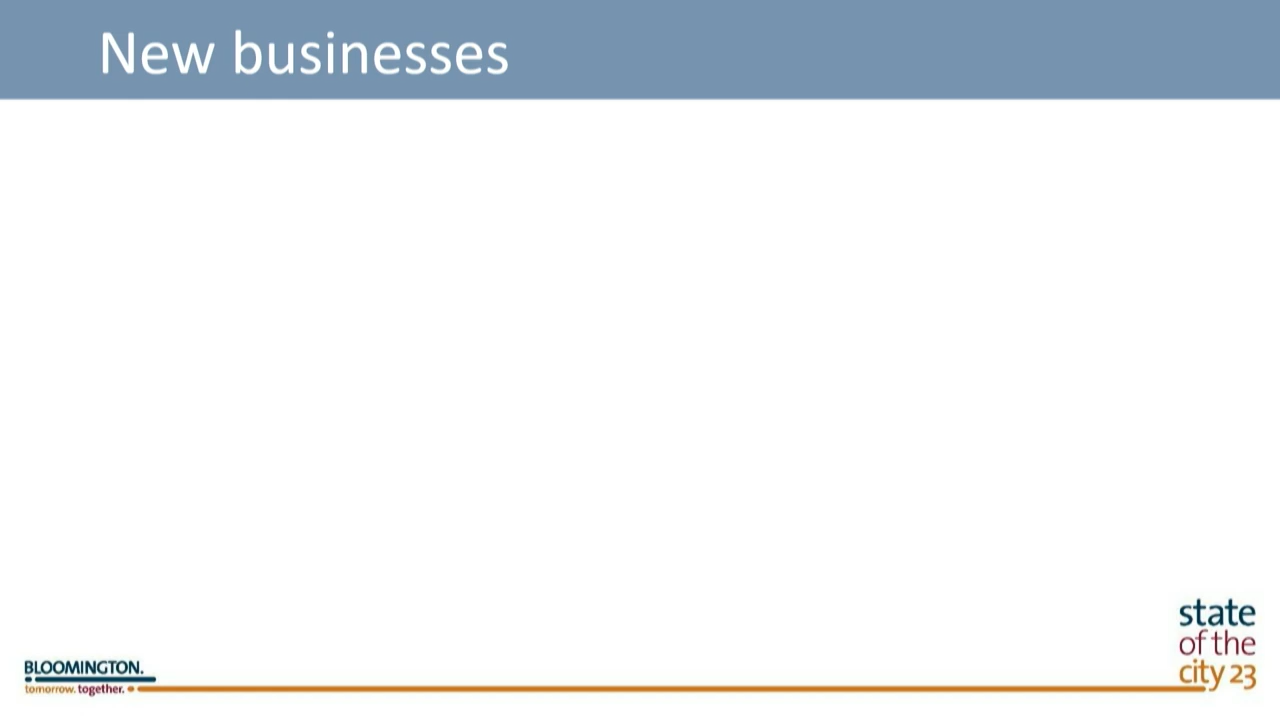 New businesses
state
of the
city 23
BLOOMINGTON.
tomorrow. together.